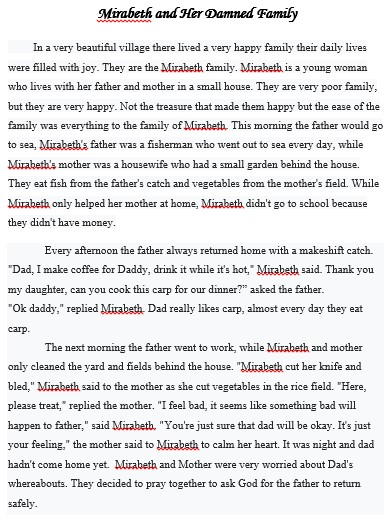 Mirabeth and Her Damned Family
In a very beautiful village there lived a very happy family their daily lives
were filled with joy. They are the Mirabeth family. Mirabeth is a young woman
who lives with her father and mother in a small house. They are very poor family,
but they are very happy. Not the treasure that made them happy but the ease of the
family was everything to the family of Mirabeth. This morning the father would go
to sea, Mirabeth's father was a fisherman who went out to sea every day, while
Mirabeth's mother was a housewife who had a small garden behind the house.
They eat fish from the father's catch and vegetables from the mother's field. While
Mirabeth only helped her mother at home, Mirabeth didn't go to school because
they didn't have money.
Every afternoon the father always returned home with a makeshift catch.
"Dad, I make coffee for Daddy, drink it while it's hot," Mirabeth said. Thank you
my daughter, can you cook this carp for our dinner?" asked the father.
"Ok daddy," replied Mirabeth. Dad really likes carp, almost every day they eat
carp.
The next morning the father went to work, while Mirabeth and mother
only cleaned the yard and fields behind the house. "Mirabeth cut her knife and
bled," Mirabeth said to the mother as she cut vegetables in the rice field. "Here,
please treat," replied the mother. "I feel bad, it seems like something bad will
happen to father," said Mirabeth. "You're just sure that dad will be okay. It's just
your feeling," the mother said to Mirabeth to calm her heart. It was night and dad
hadn't come home yet. Mirabeth and Mother were very worried about Dad's
whereabouts. They decided to pray together to ask God for the father to return
safely.